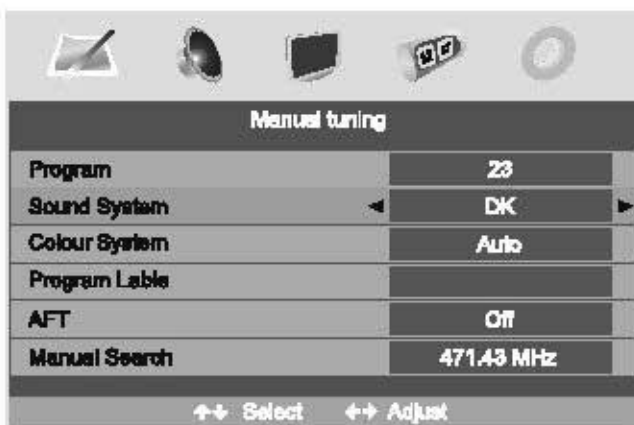 Manual tuning
Program 23
Sound System ◄ DK ►
Colour System Auto
Program Lable
AFT Off
Manual Search 471.43 MHz
Select Adjust